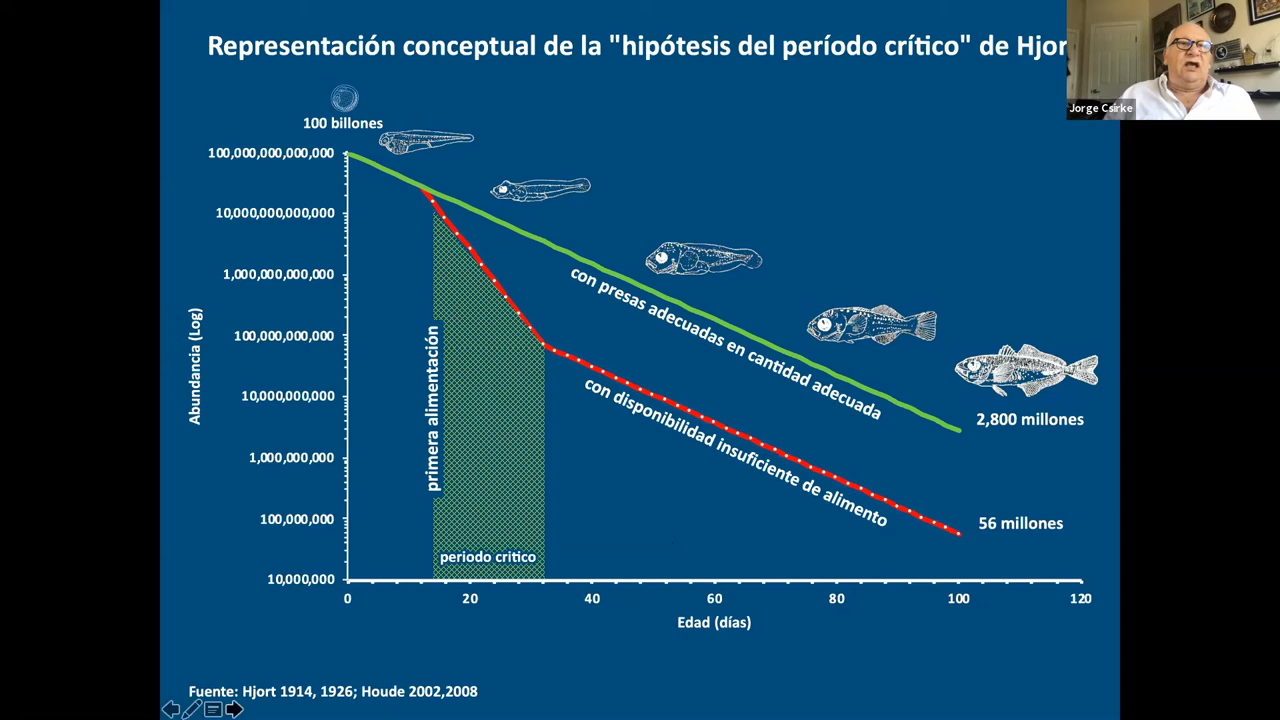 Representación conceptual de la "hipótesis del período crítico" de Hjor
Jorge Csirke
100 billones
100,000,000,000,000
10,000,000,000,000
1,000,000,000,000
100,000,000,000
10,000,000,000
1,000,000,000
100,000,000
10,000,000
Abundancia (Log)
primera alimentación
periodo critico
con presas adecuadas en cantidad adecuada
con disponibilidad insuficiente de alimento
2,800 millones
56 millones
0 20 40 60 80 100 120
Edad (días)
Fuente: Hjort 1914, 1926; Houde 2002,2008